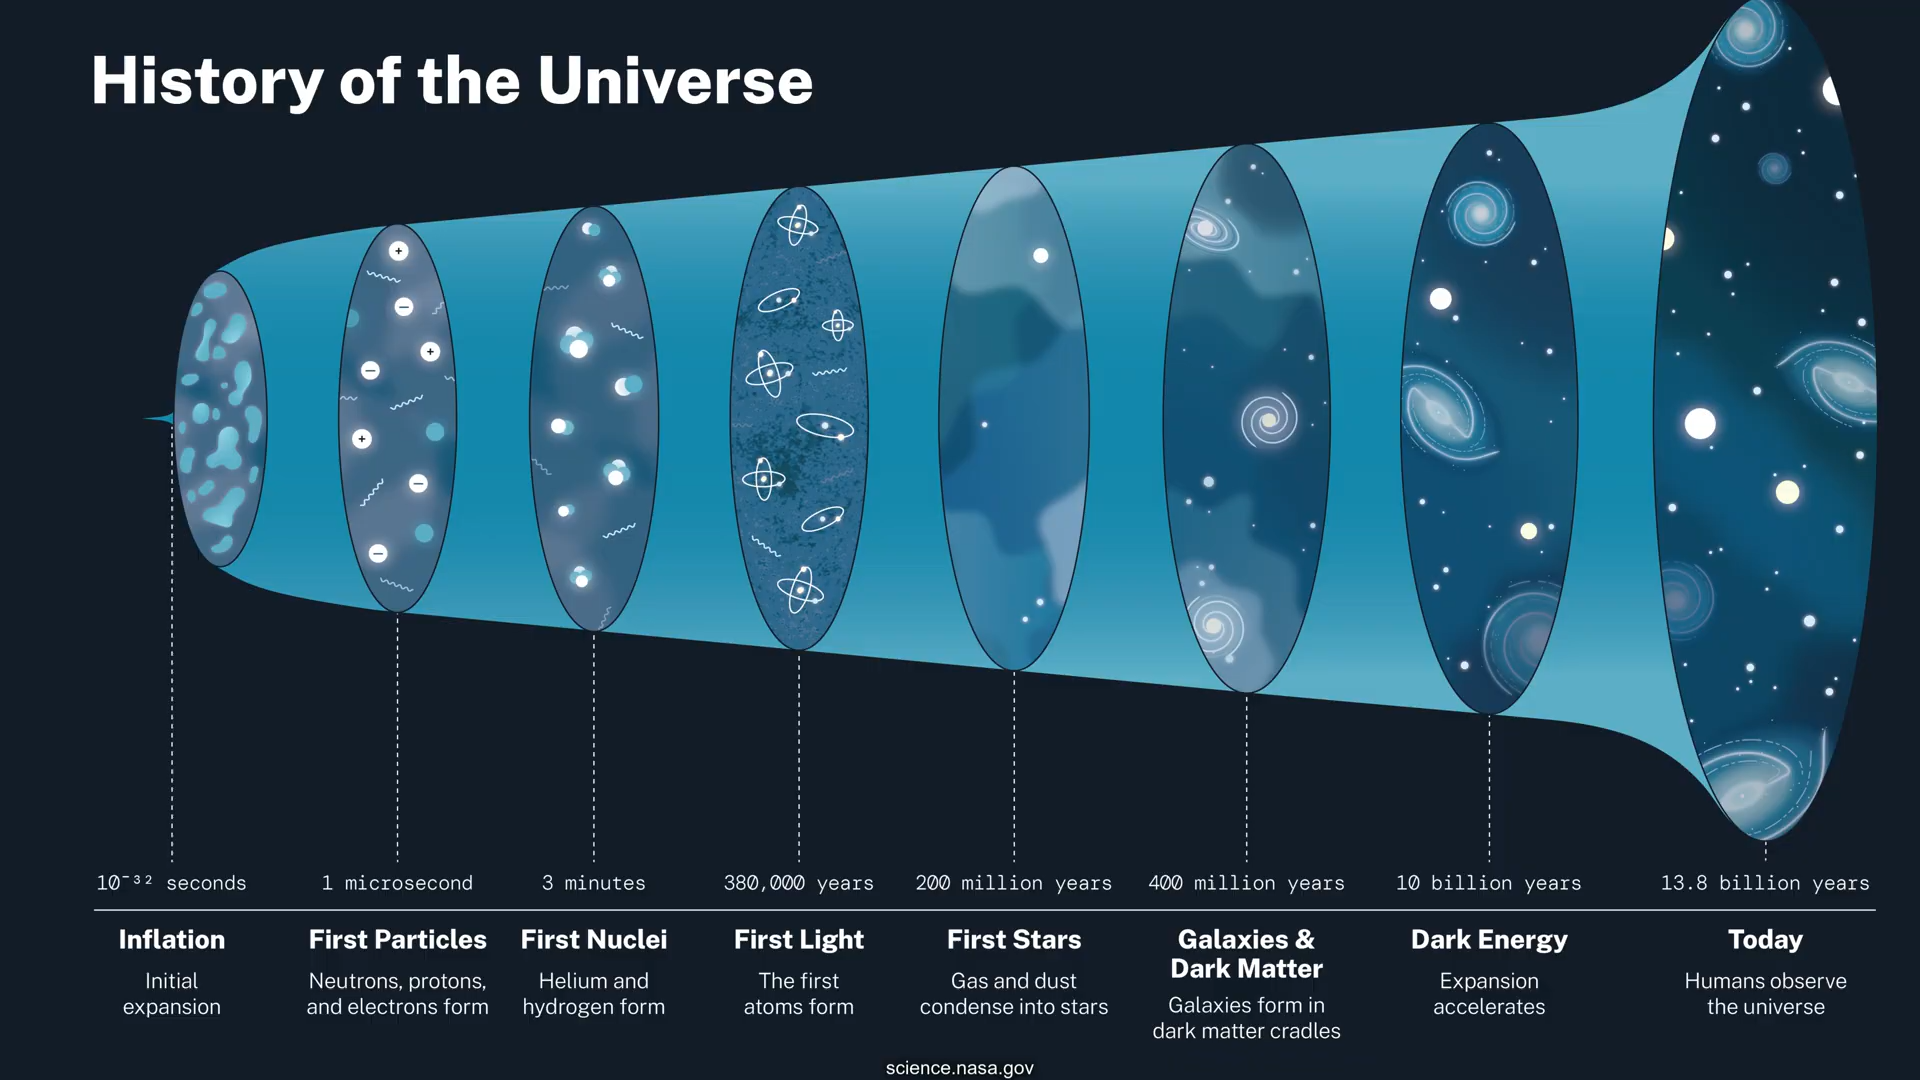 History of the Universe
10⁻³² seconds
1 microsecond
3 minutes
380,000 years
200 million years
400 million years
10 billion years
13.8 billion years
Inflation
Initial
expansion
First Particles
Neutrons, protons,
and electrons form
First Nuclei
Helium and
hydrogen form
First Light
The first
atoms form
First Stars
Gas and dust
condense into stars
Galaxies &
Dark Matter
Galaxies form in
dark matter cradles
Dark Energy
Expansion
accelerates
Today
Humans observe
the universe
science.nasa.gov